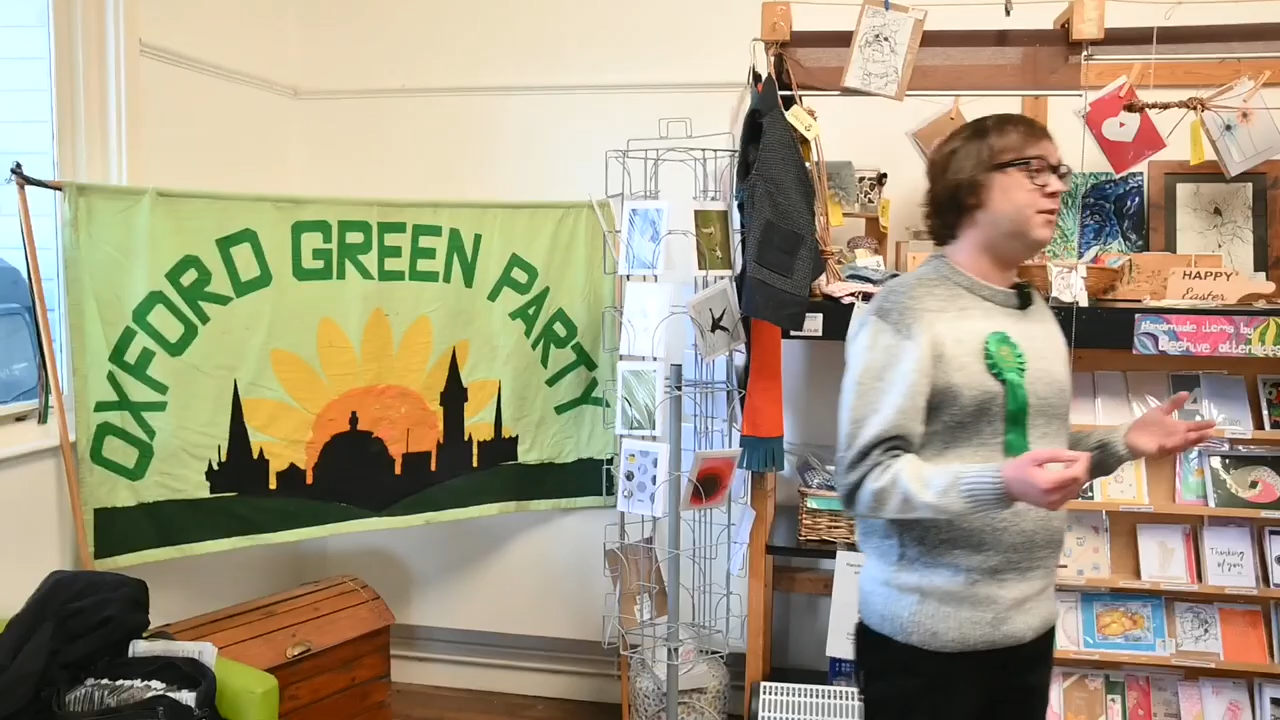 OXFORD GREEN PARTY
HAPPY
Easter
Handmade items by
Beehive attendees
Thinking
of you